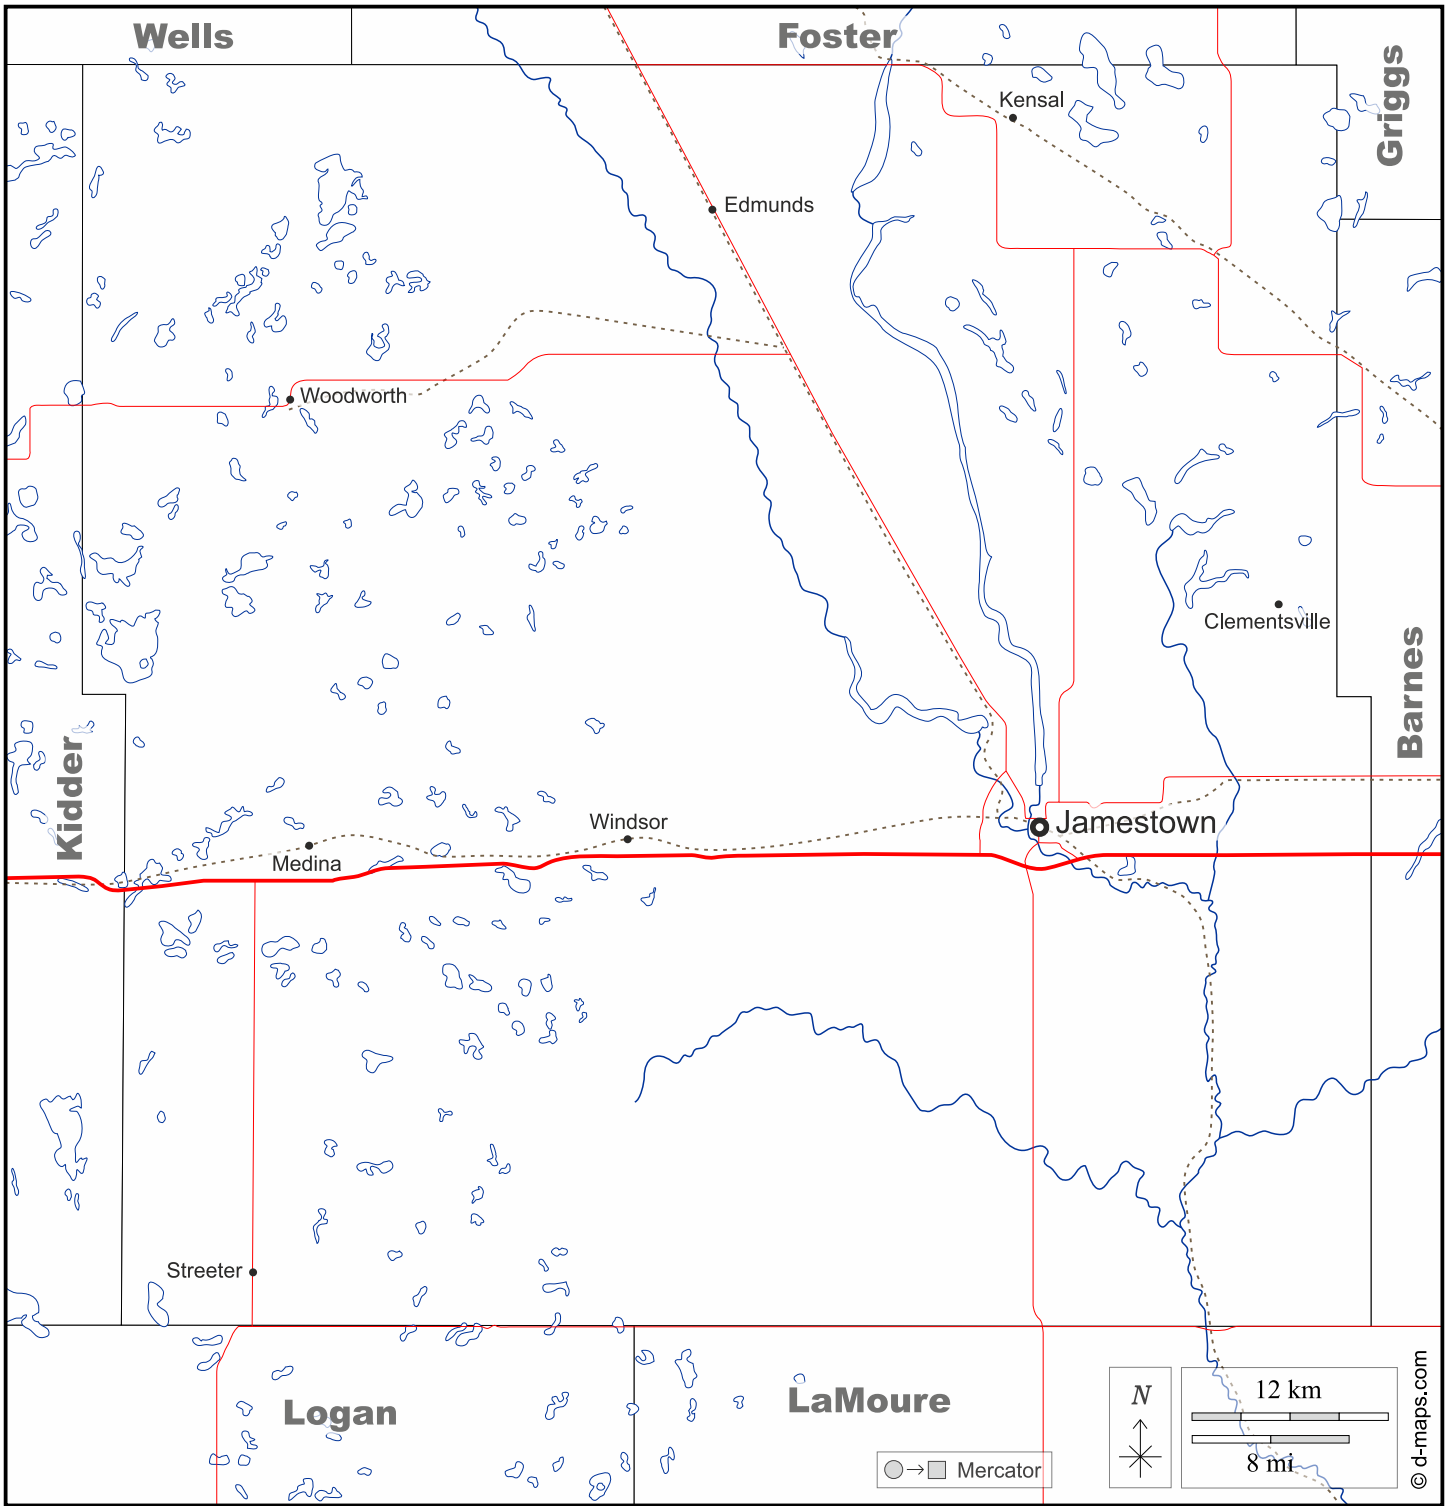 Wells
Foster
Griggs
Kensal
Edmunds
Woodworth
Clementsville
Barnes
Kidder
Windsor
Jamestown
Medina
Streeter
Logan
LaMoure
N
12 km
8 mi
Mercator
© d-maps.com